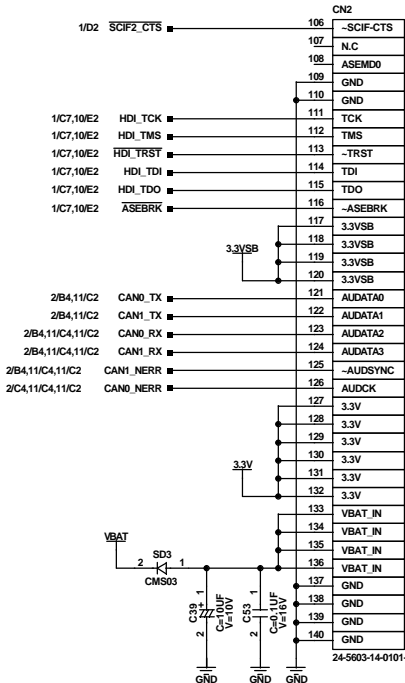 CN2
1/D2 SCIF2_CTS 106 ~SCIF-CTS
107 N.C
108 ASEMD0
109 GND
110 GND
1/C7,10/E2 HDI_TCK 111 TCK
1/C7,10/E2 HDI_TMS 112 TMS
1/C7,10/E2 HDI_TRST 113 ~TRST
1/C7,10/E2 HDI_TDI 114 TDI
1/C7,10/E2 HDI_TDO 115 TDO
1/C7,10/E2 ASEBRK 116 ~ASEBRK
117 3.3VSB
118 3.3VSB
3.3VSB 119 3.3VSB
120 3.3VSB
2/B4,11/C2 CAN0_TX 121 AUDATA0
2/B4,11/C2 CAN1_TX 122 AUDATA1
2/B4,11/C4,11/C2 CAN0_RX 123 AUDATA2
2/B4,11/C4,11/C2 CAN1_RX 124 AUDATA3
2/B4,11/C4,11/C2 CAN1_NERR 125 ~AUDSYNC
2/C4,11/C4,11/C2 CAN0_NERR 126 AUDCK
127 3.3V
128 3.3V
129 3.3V
130 3.3V
3.3V 131 3.3V
132 3.3V
133 VBAT_IN
VBAT 134 VBAT_IN
SD3 135 VBAT_IN
2 1 136 VBAT_IN
CMS03
137 GND
138 GND
139 GND
140 GND
C39 + 1 2 C=10UF V=10V
C53 1 2 C=0.1UF V=16V
24-5603-14-0101-
GND GND GND